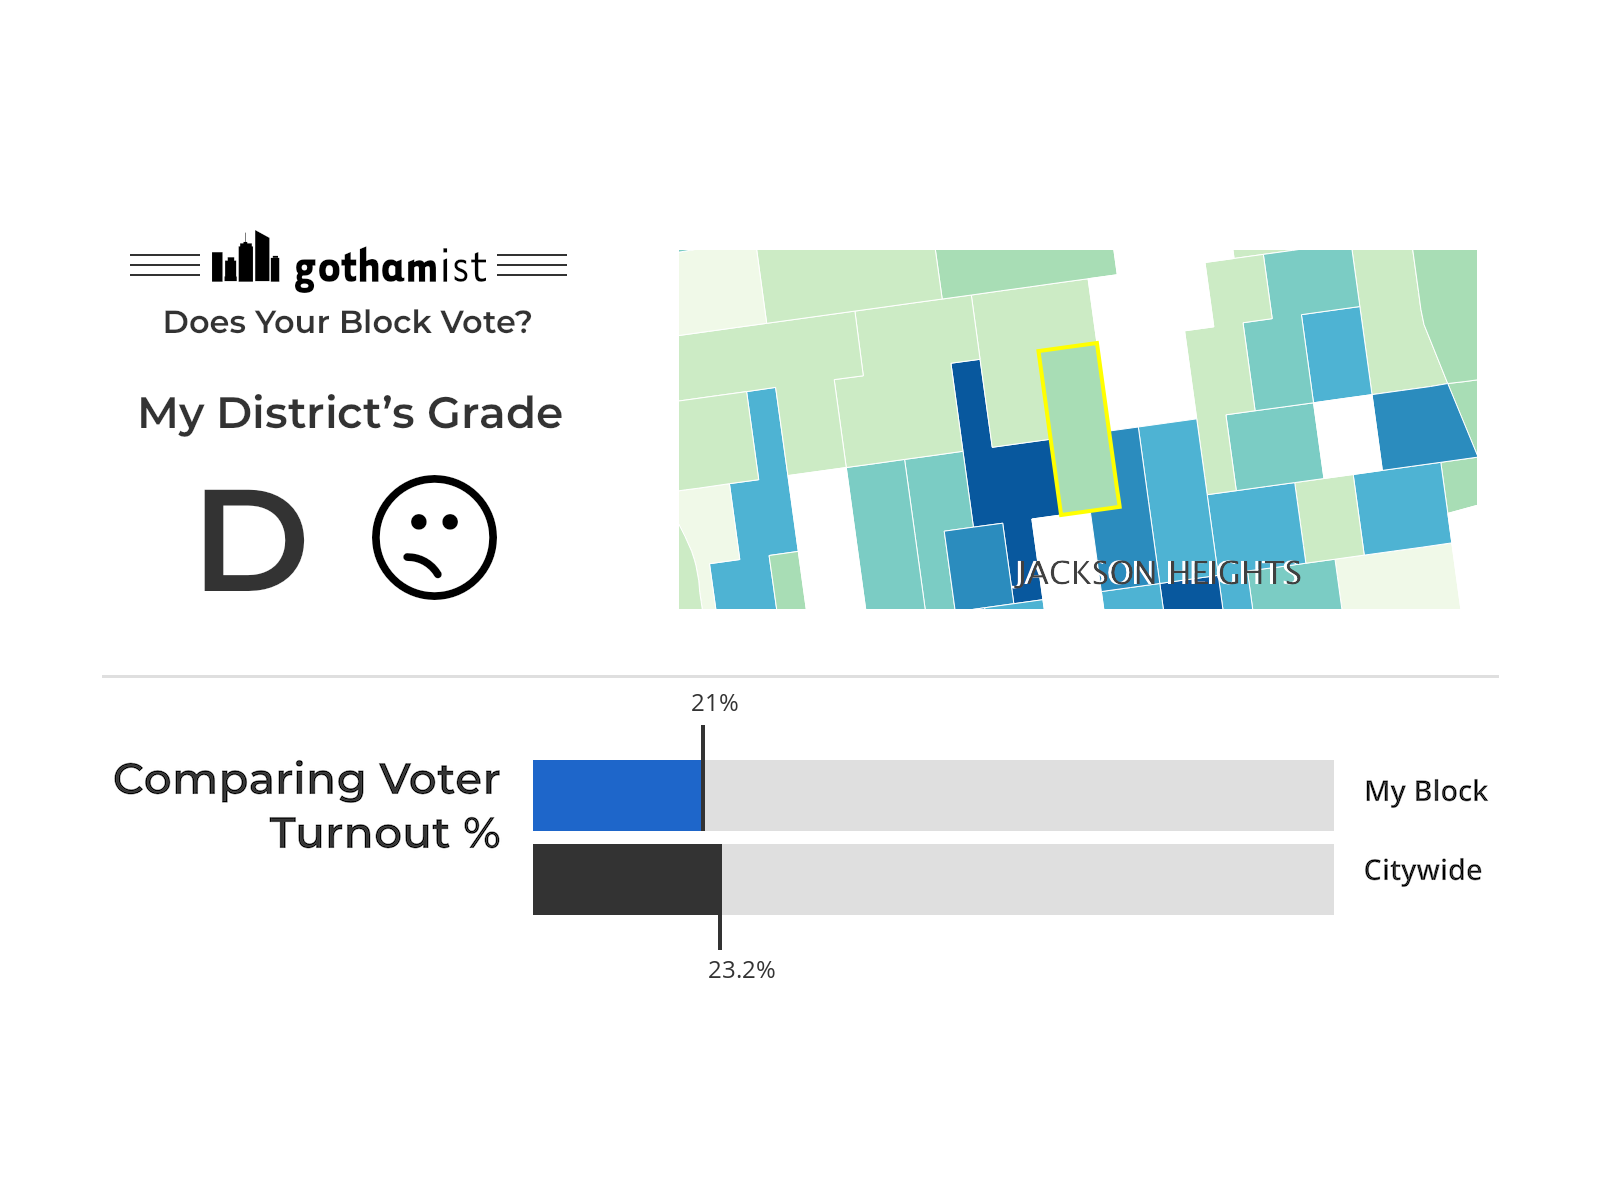 gothamist
Does Your Block Vote?
My District’s Grade
D
JACKSON HEIGHTS
21%
Comparing Voter
Turnout %
My Block
Citywide
23.2%